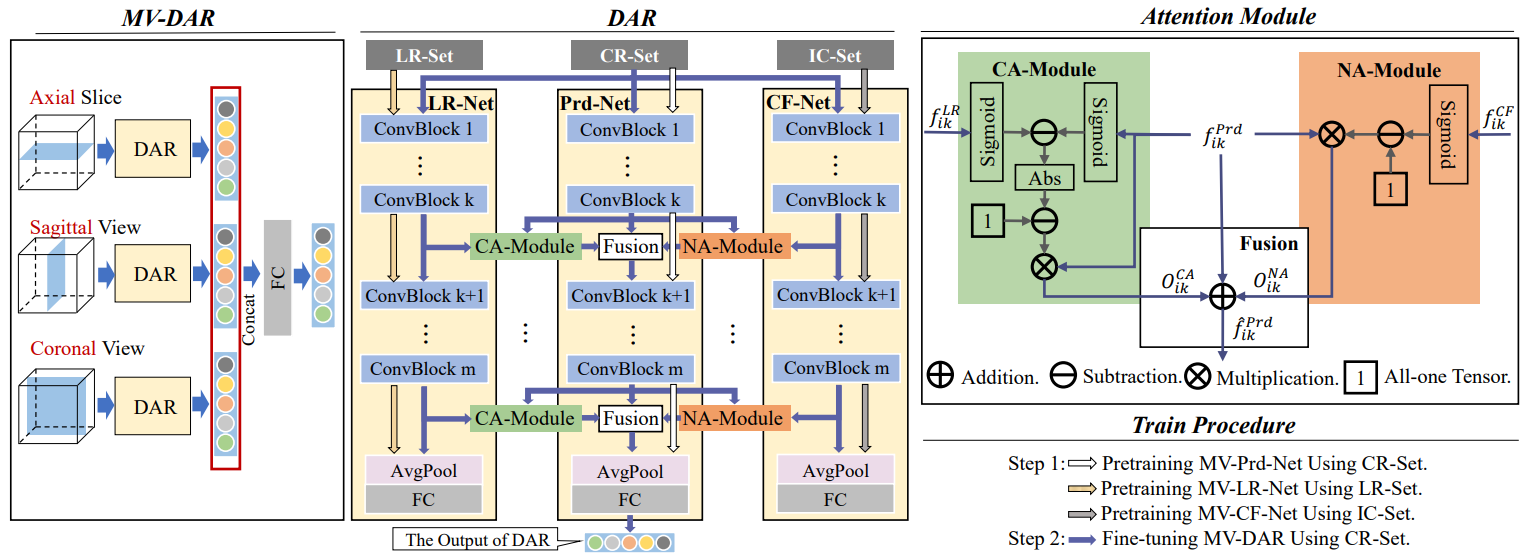 MV-DAR
Axial Slice
DAR
Sagittal View
DAR
Coronal View
DAR
Concat
FC
DAR
LR-Set
CR-Set
IC-Set
LR-Net
Prd-Net
CF-Net
ConvBlock 1
ConvBlock 1
ConvBlock 1
...
...
...
ConvBlock k
ConvBlock k
ConvBlock k
CA-Module
Fusion
NA-Module
ConvBlock k+1
ConvBlock k+1
ConvBlock k+1
...
...
...
...
...
ConvBlock m
ConvBlock m
ConvBlock m
CA-Module
Fusion
NA-Module
AvgPool
AvgPool
AvgPool
FC
FC
FC
The Output of DAR
Attention Module
CA-Module
NA-Module
f_{ik}^{LR}
Sigmoid
Sigmoid
f_{ik}^{Prd}
Sigmoid
f_{ik}^{CF}
Abs
1
1
Fusion
O_{ik}^{CA}
O_{ik}^{NA}
\hat{f}_{ik}^{Prd}
Addition.
Subtraction.
Multiplication.
1 All-one Tensor.
Train Procedure
Step 1: Pretraining MV-Prd-Net Using CR-Set.
Pretraining MV-LR-Net Using LR-Set.
Pretraining MV-CF-Net Using IC-Set.
Step 2: Fine-tuning MV-DAR Using CR-Set.